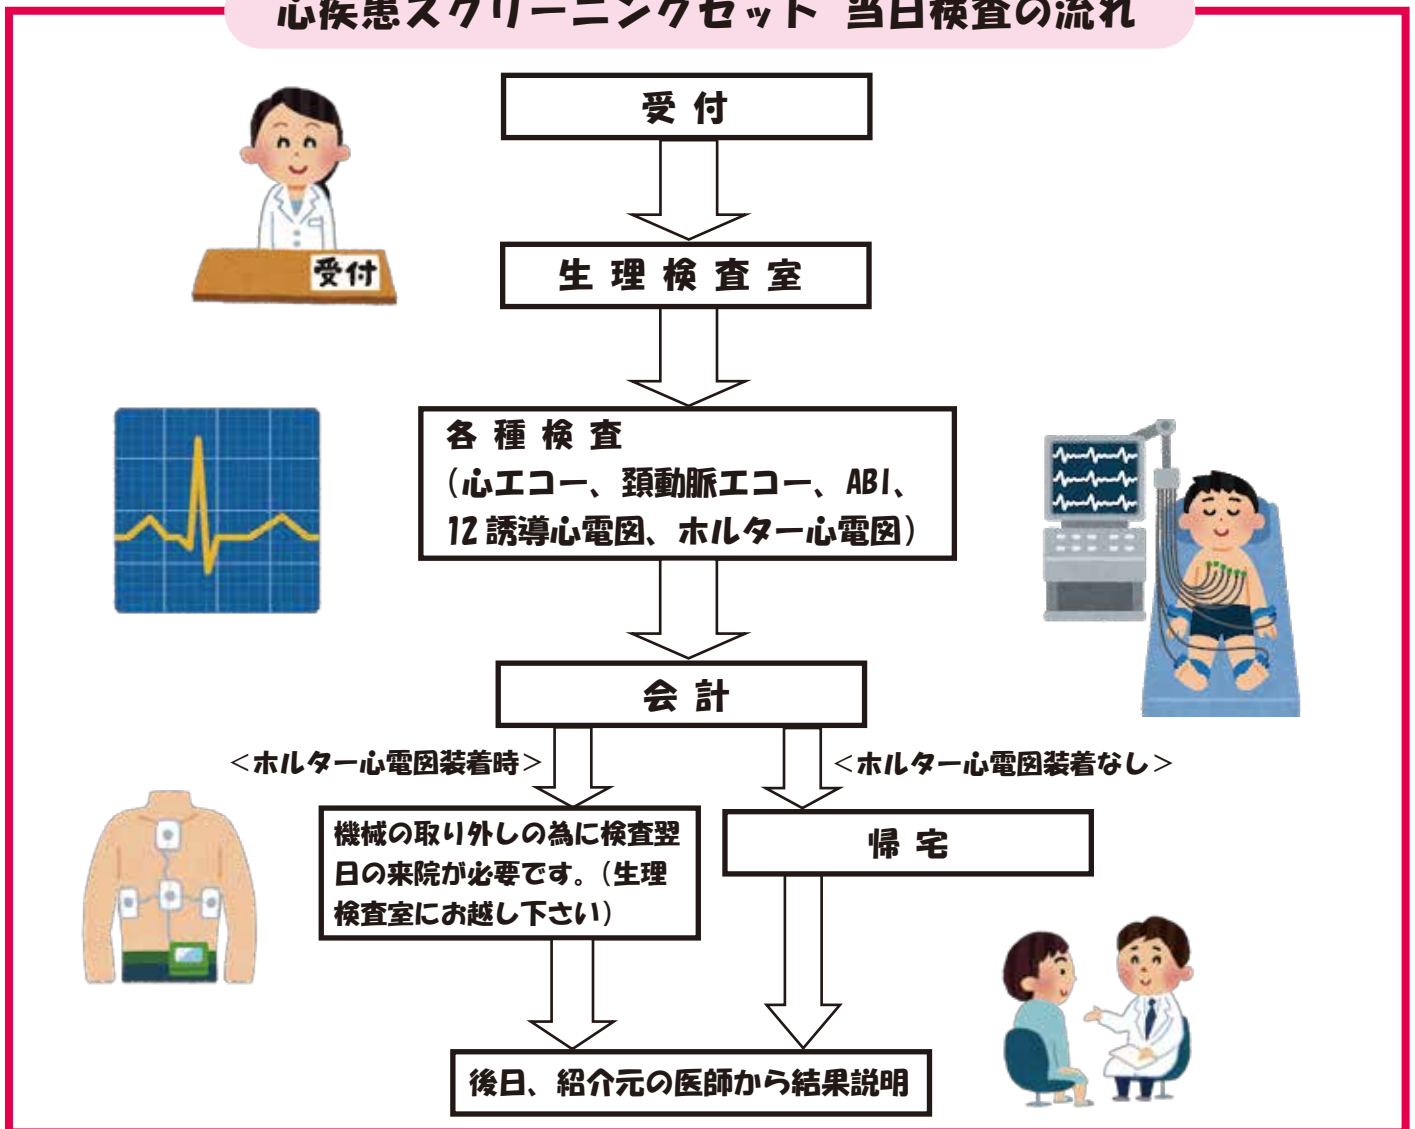 心疾患スクリーニングセット 当日検査の流れ
受付
受付
生理検査室
各種検査
(心エコー、頚動脈エコー、ABI、
12誘導心電図、ホルター心電図)
会計
<ホルター心電図装着時>
<ホルター心電図装着なし>
機械の取り外しの為に検査翌
日の来院が必要です。(生理
検査室にお越し下さい)
帰宅
後日、紹介元の医師から結果説明